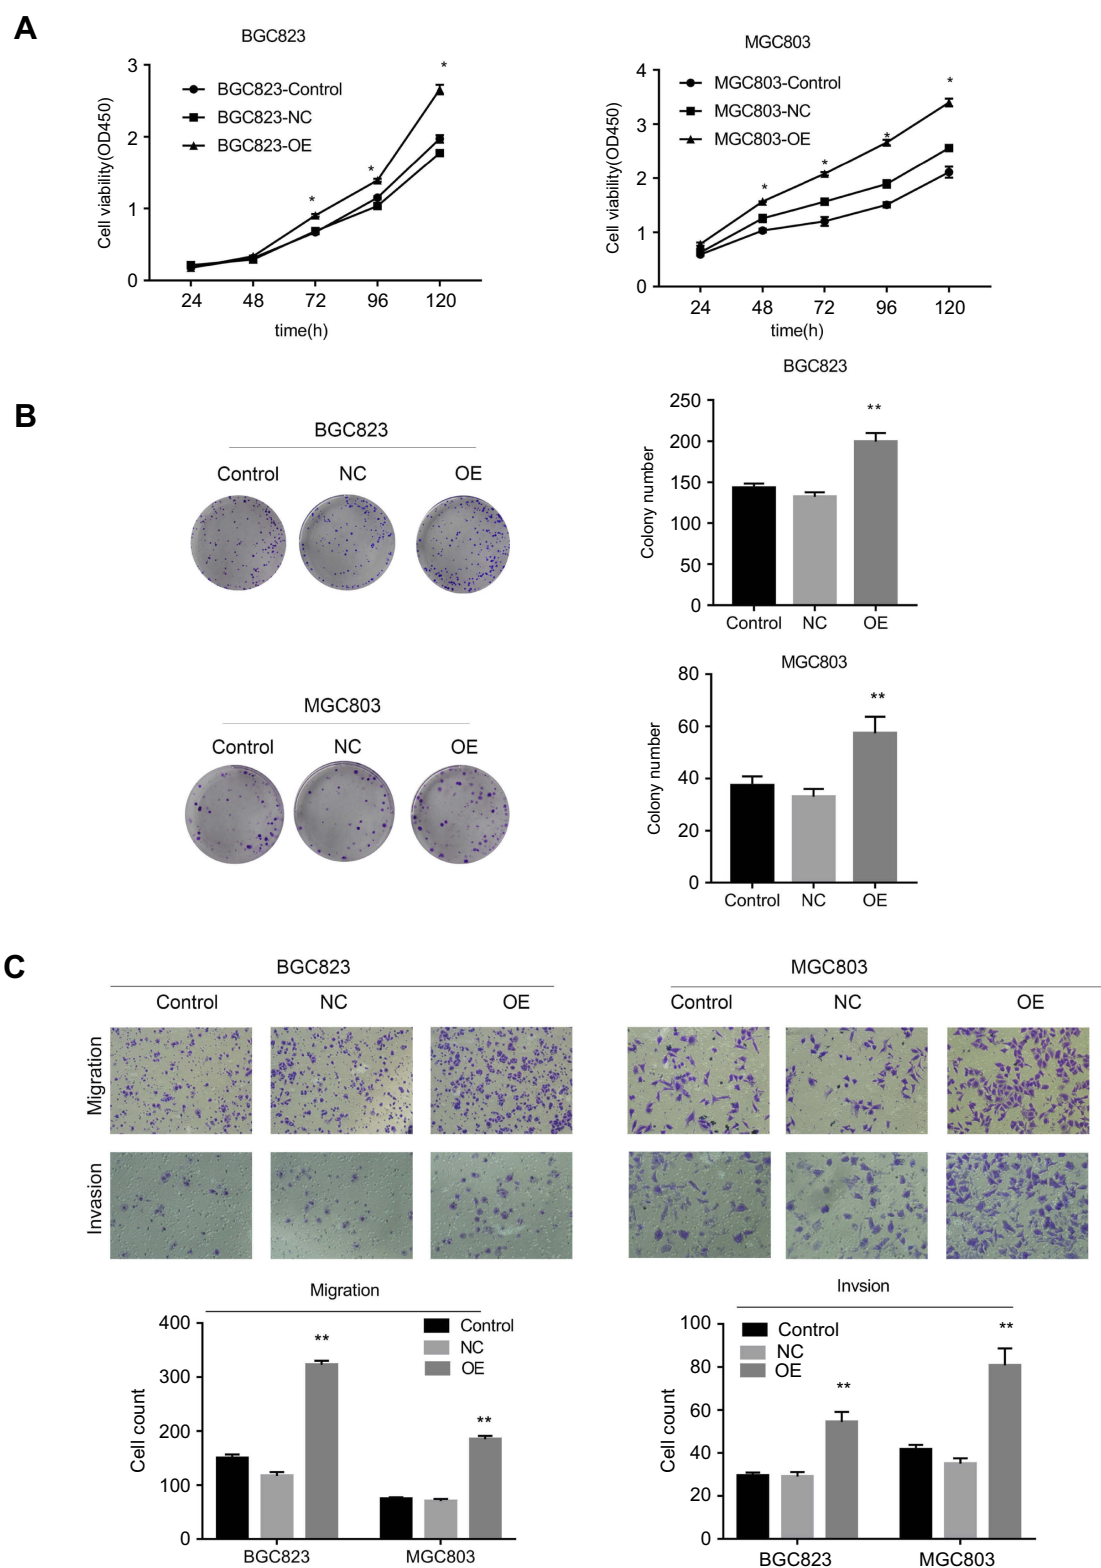 A
BGC823
3
2
1
0
Cell viability(OD450)
BGC823-Control
BGC823-NC
BGC823-OE
*
*
*
24 48 72 96 120
time(h)
MGC803
4
3
2
1
0
Cell viability(OD450)
MGC803-Control
MGC803-NC
MGC803-OE
*
*
*
*
24 48 72 96 120
time(h)
B
BGC823
Control NC OE
BGC823
250
200
150
100
50
0
Colony number
**
Control NC OE
MGC803
Control NC OE
MGC803
80
60
40
20
0
Colony number
**
Control NC OE
C
BGC823
Control NC OE
MGC803
Control NC OE
Migration
Invasion
Migration
400
300
200
100
0
Cell count
Control
NC
OE
**
**
BGC823 MGC803
Invsion
100
80
60
40
20
0
Cell count
Control
NC
OE
**
**
BGC823 MGC803